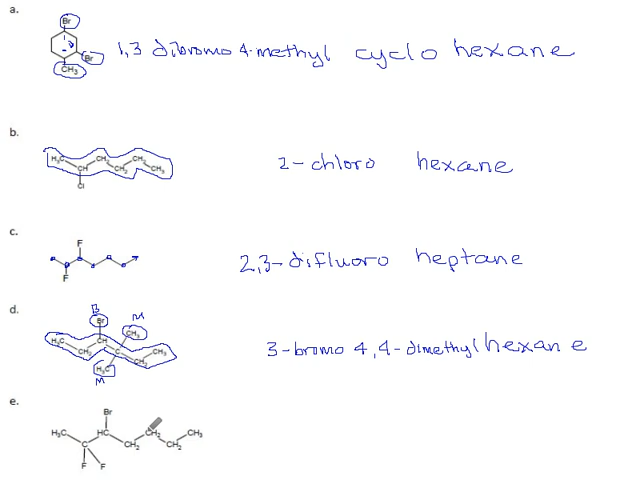 a.
Br
Br
CH₃
1,3 dibromo 4-methyl cyclo hexane
b.
H₃C CH₂ CH₂
CH CH₂ CH₃
Cl
2-chloro hexane
c.
F
F
2,3-difluoro heptane
d.
B M
Br CH₃
H₃C CH CH₃
CH₂ C CH₂
H₃C
M
3-bromo 4,4-dimethyl hexane
e.
Br
H₃C HC CH₂ CH₃
C CH₂ CH₂
F F